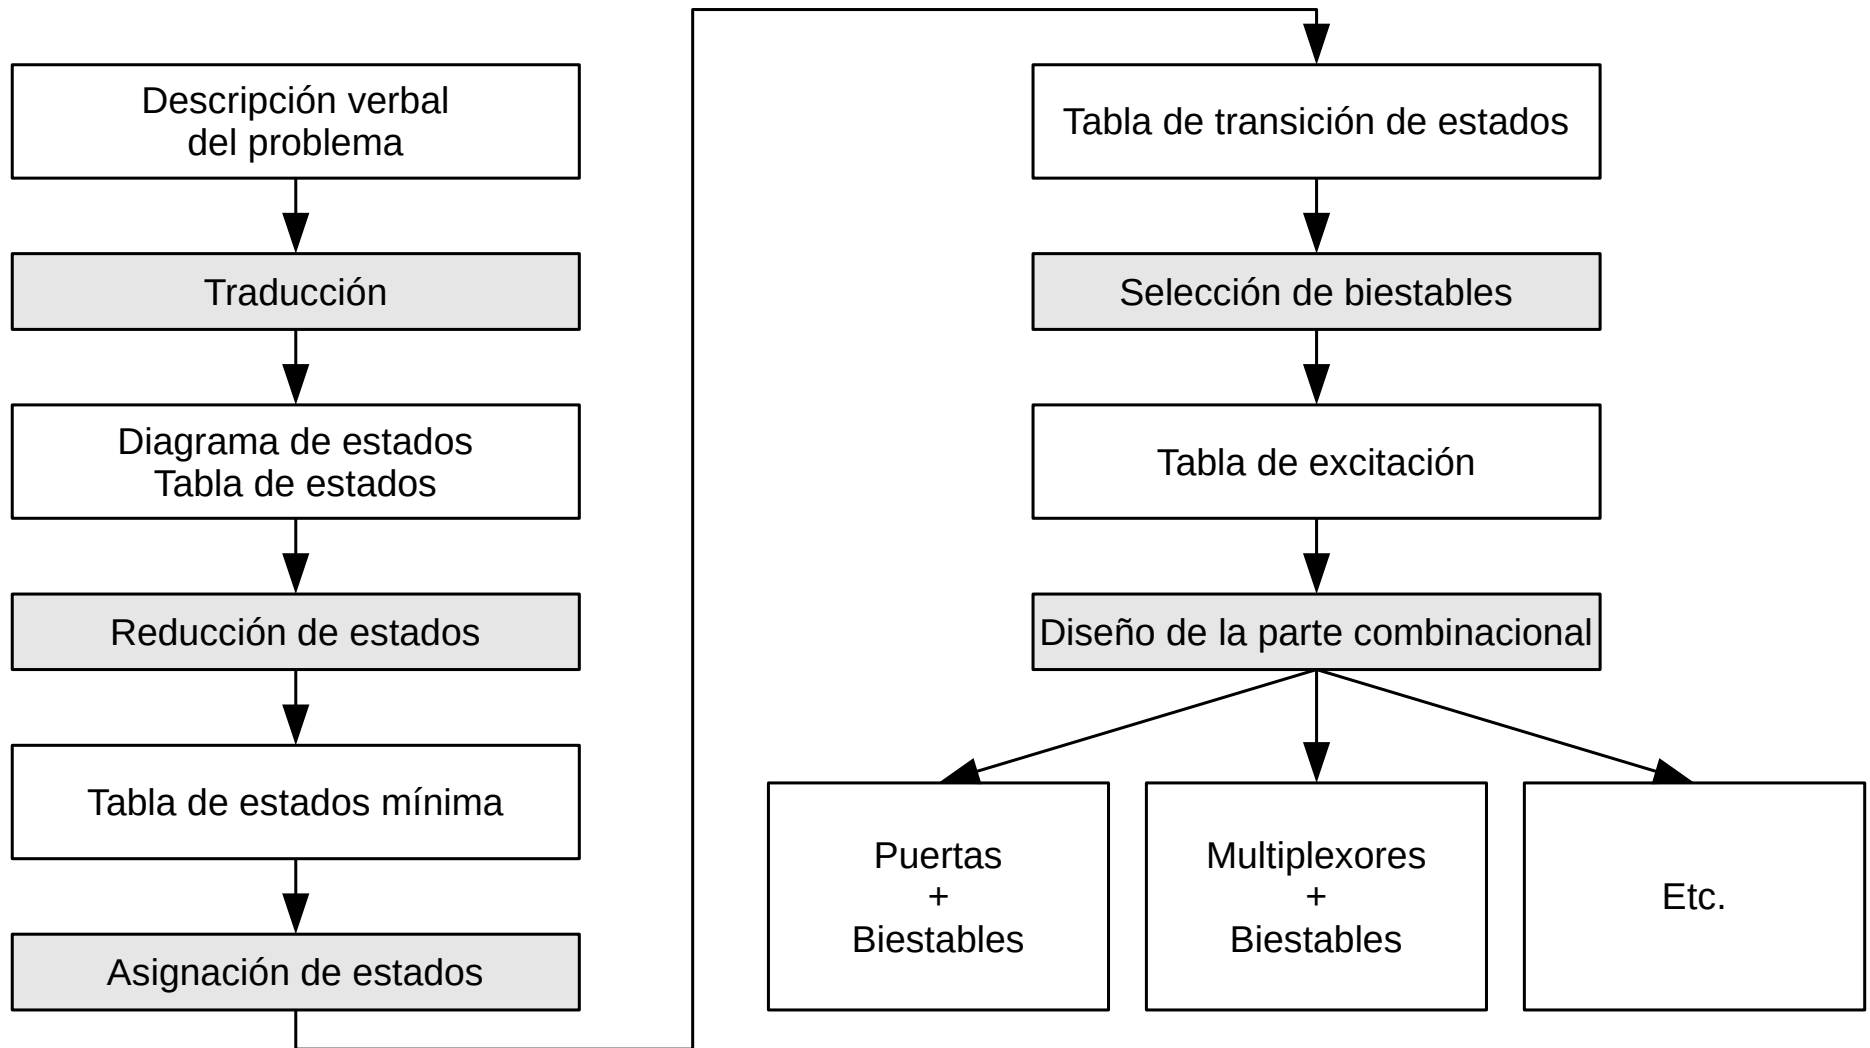 Descripción verbal
del problema
Traducción
Diagrama de estados
Tabla de estados
Reducción de estados
Tabla de estados mínima
Asignación de estados
Tabla de transición de estados
Selección de biestables
Tabla de excitación
Diseño de la parte combinacional
Puertas
+
Biestables
Multiplexores
+
Biestables
Etc.